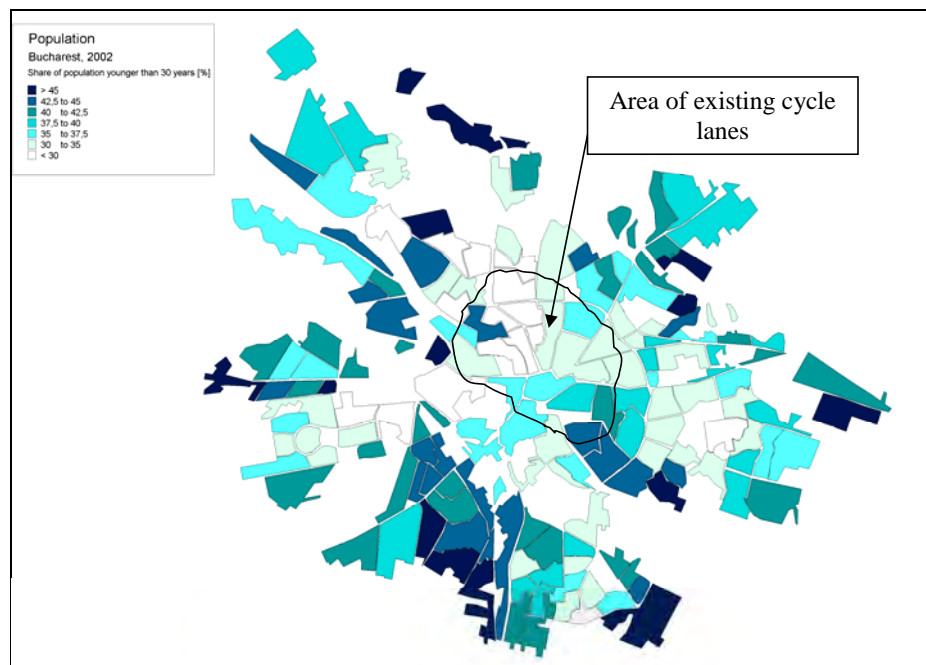 Population
Bucharest, 2002
Share of population younger than 30 years [%]
> 45
42,5 to 45
40 to 42,5
37,5 to 40
35 to 37,5
30 to 35
< 30
Area of existing cycle
lanes